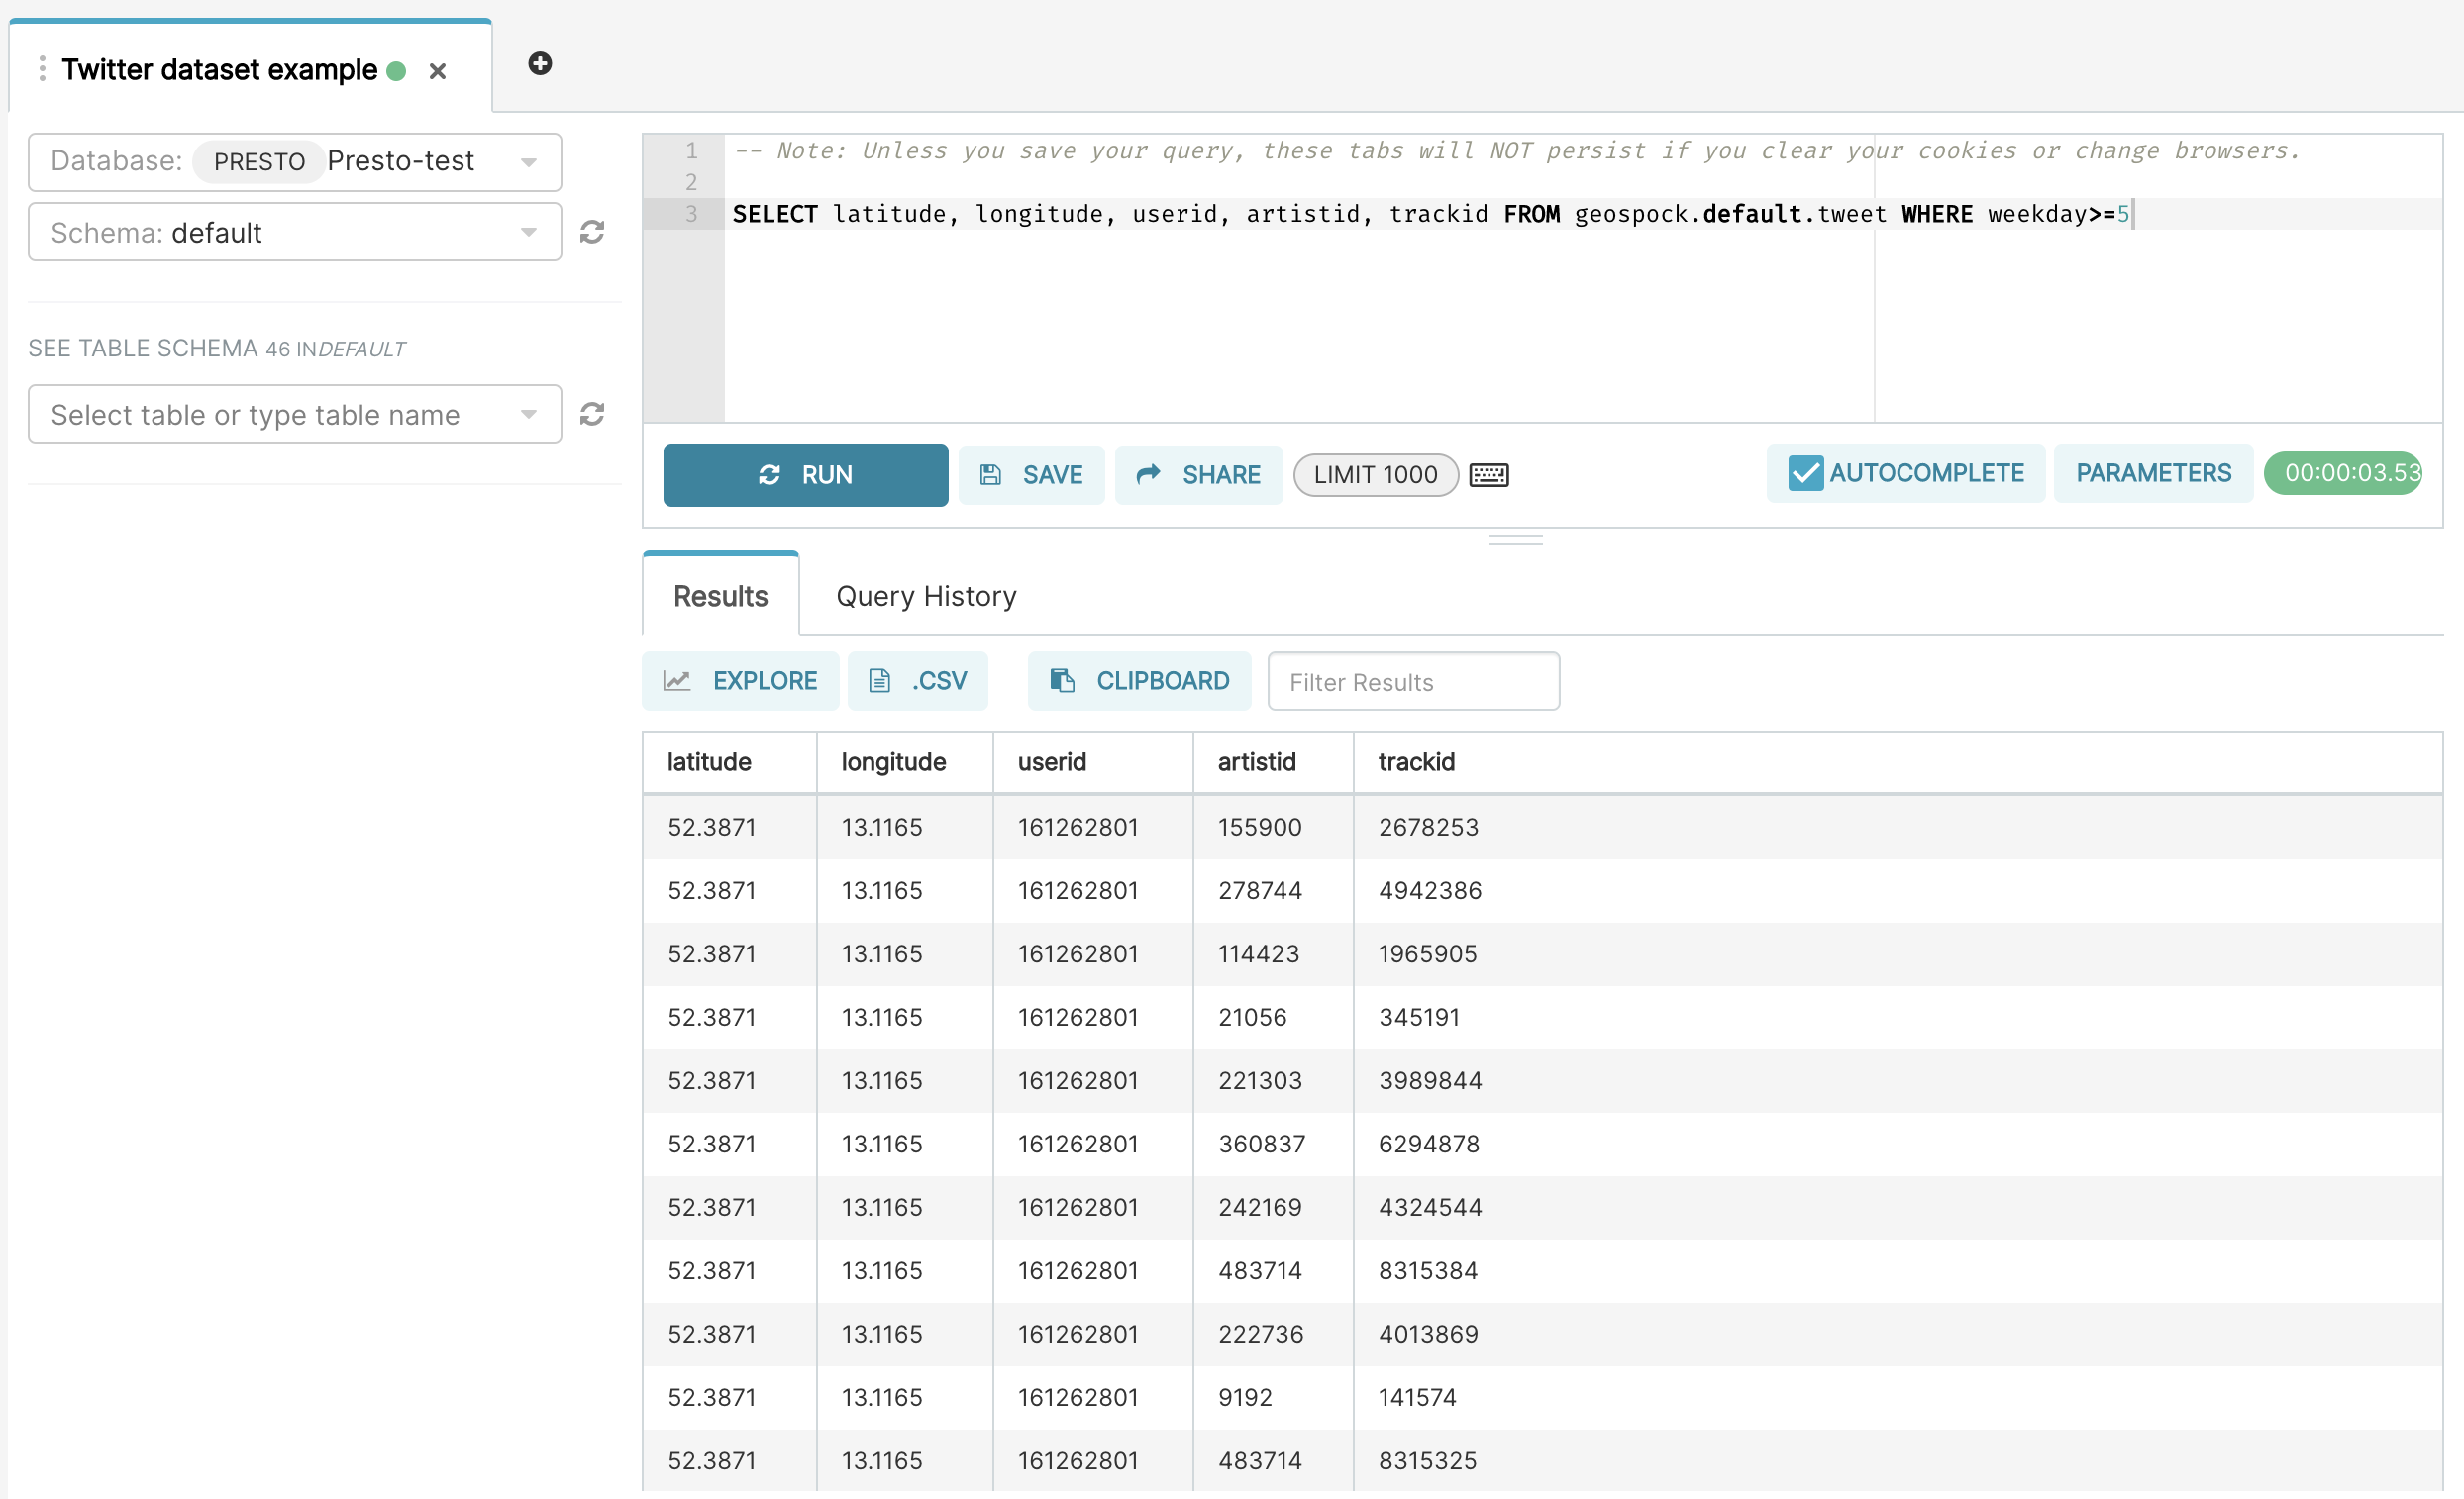 Twitter dataset example
Database: PRESTO Presto-test
Schema: default
SEE TABLE SCHEMA 46 IN DEFAULT
Select table or type table name
1 -- Note: Unless you save your query, these tabs will NOT persist if you clear your cookies or change browsers.
2
3 SELECT latitude, longitude, userid, artistid, trackid FROM geospock.default.tweet WHERE weekday>=5
RUN SAVE SHARE LIMIT 1000 AUTOCOMPLETE PARAMETERS 00:00:03.53
Results Query History
EXPLORE .CSV CLIPBOARD Filter Results
latitude longitude userid artistid trackid
52.3871 13.1165 161262801 155900 2678253
52.3871 13.1165 161262801 278744 4942386
52.3871 13.1165 161262801 114423 1965905
52.3871 13.1165 161262801 21056 345191
52.3871 13.1165 161262801 221303 3989844
52.3871 13.1165 161262801 360837 6294878
52.3871 13.1165 161262801 242169 4324544
52.3871 13.1165 161262801 483714 8315384
52.3871 13.1165 161262801 222736 4013869
52.3871 13.1165 161262801 9192 141574
52.3871 13.1165 161262801 483714 8315325